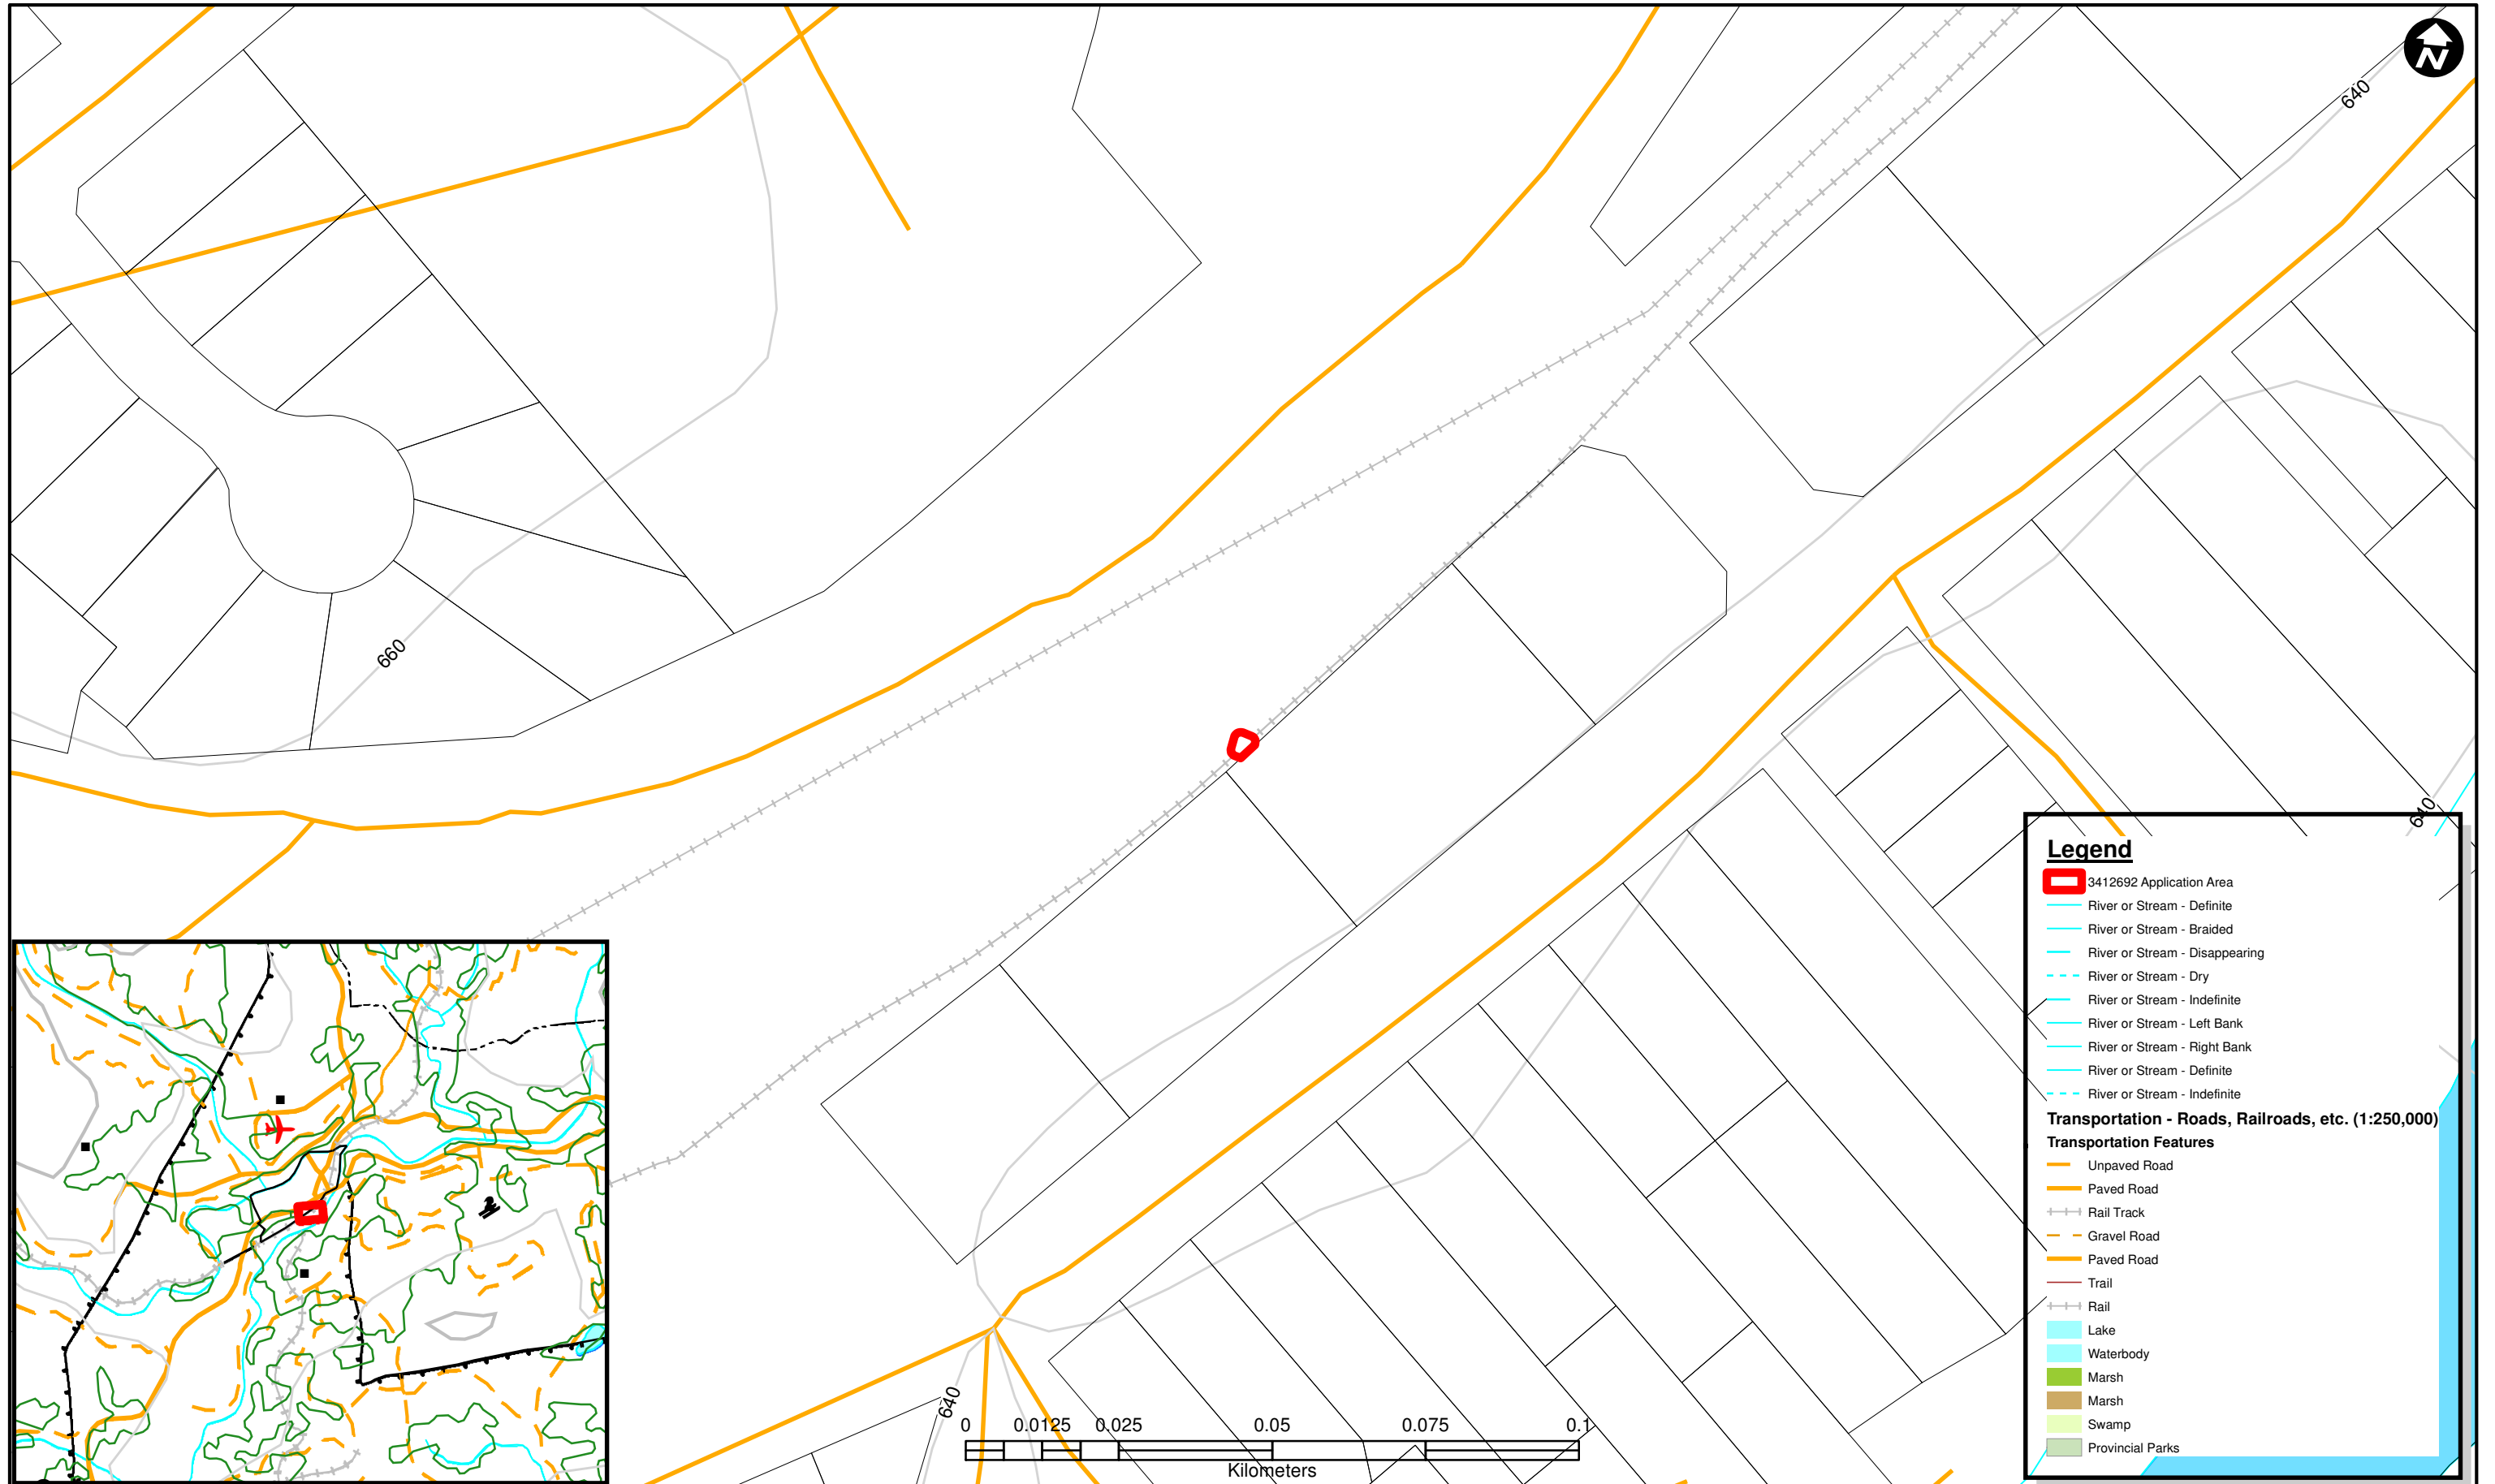 N
640
660
640
Legend
3412692 Application Area
River or Stream - Definite
River or Stream - Braided
River or Stream - Disappearing
River or Stream - Dry
River or Stream - Indefinite
River or Stream - Left Bank
River or Stream - Right Bank
River or Stream - Definite
River or Stream - Indefinite
Transportation - Roads, Railroads, etc. (1:250,000)
Transportation Features
Unpaved Road
Paved Road
Rail Track
Gravel Road
Paved Road
Trail
Rail
Lake
Waterbody
Marsh
Marsh
Swamp
Provincial Parks
640
0 0.0125 0.025 0.05 0.075 0.1
Kilometers